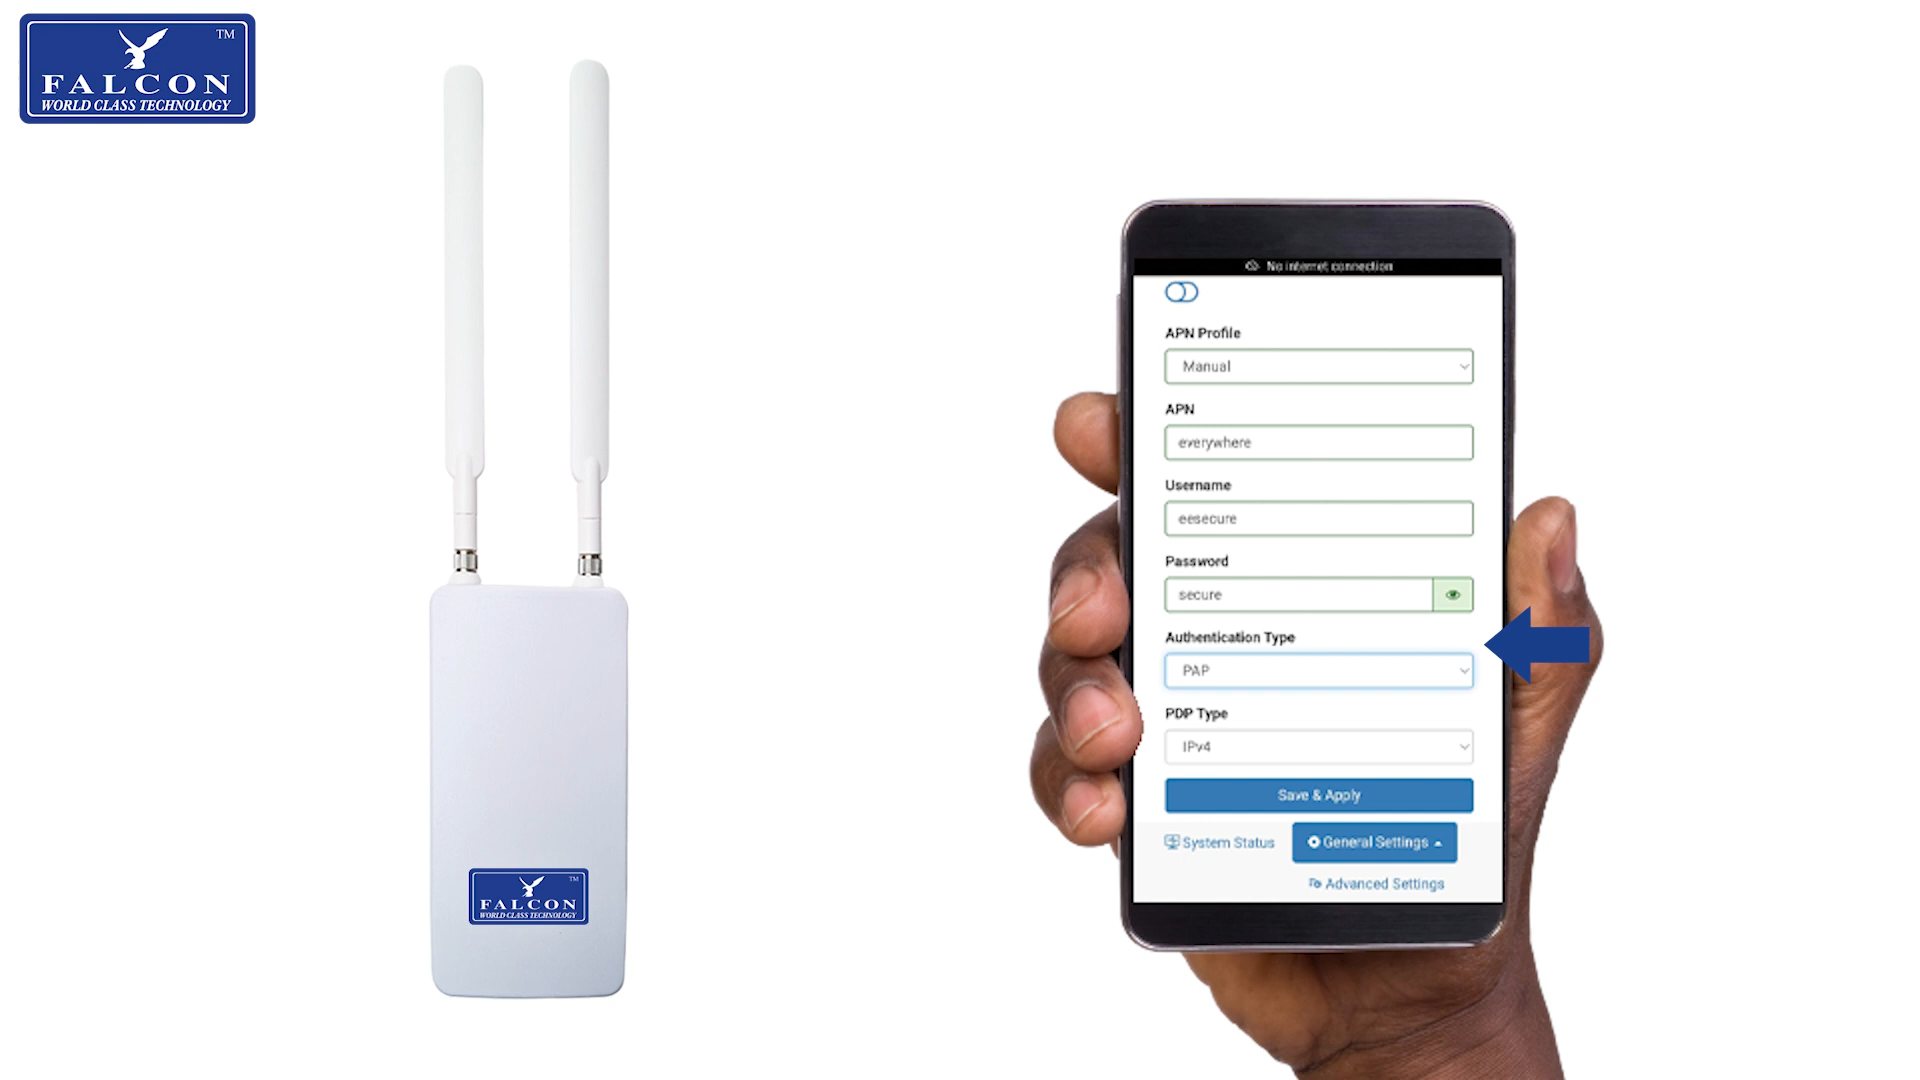 FALCON
TM
WORLD CLASS TECHNOLOGY
FALCON
TM
WORLD CLASS TECHNOLOGY
No internet connection
APN Profile
Manual
APN
everywhere
Username
eesecure
Password
secure
Authentication Type
PAP
PDP Type
IPv4
Save & Apply
System Status
General Settings
Advanced Settings